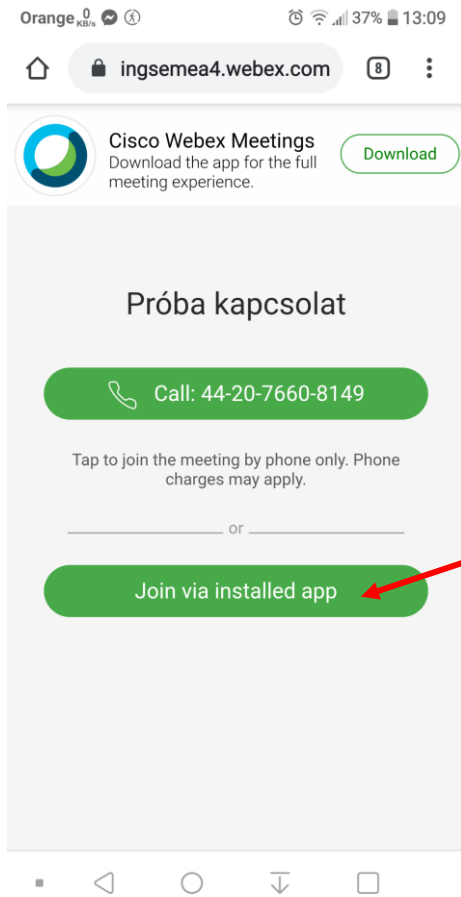 Orange 0 KB/s 37% 13:09
ingsemea4.webex.com 8
Cisco Webex Meetings
Download the app for the full
meeting experience.
Download
Próba kapcsolat
Call: 44-20-7660-8149
Tap to join the meeting by phone only. Phone
charges may apply.
or
Join via installed app